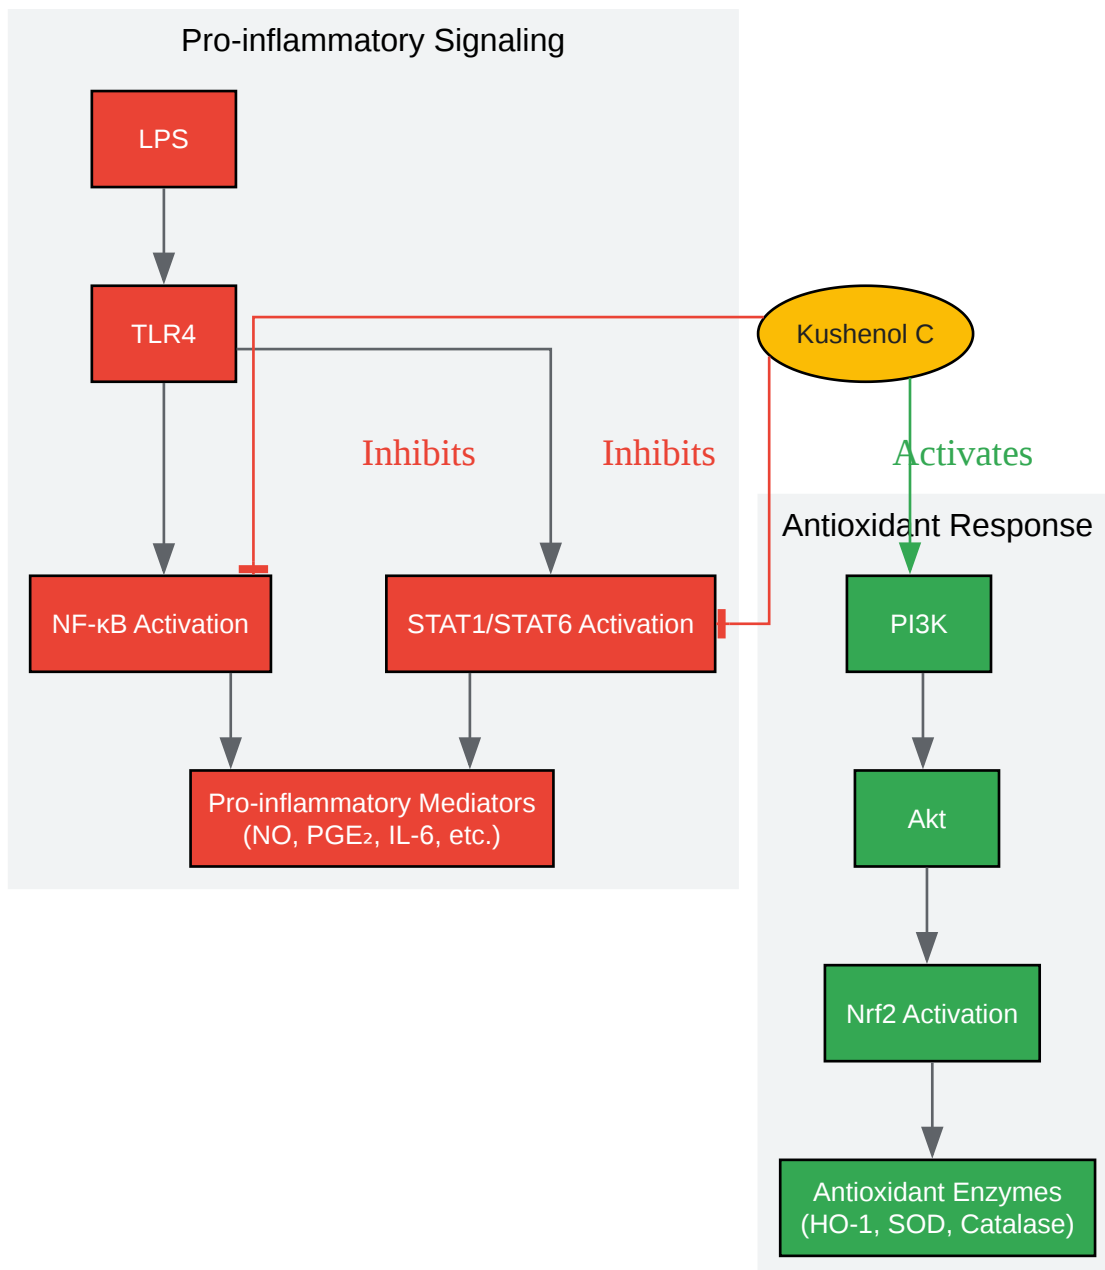 Pro-inflammatory Signaling
LPS
TLR4
Kushenol C
Inhibits
Inhibits
Activates
Antioxidant Response
NF-κB Activation
STAT1/STAT6 Activation
PI3K
Pro-inflammatory Mediators
(NO, PGE₂, IL-6, etc.)
Akt
Nrf2 Activation
Antioxidant Enzymes
(HO-1, SOD, Catalase)